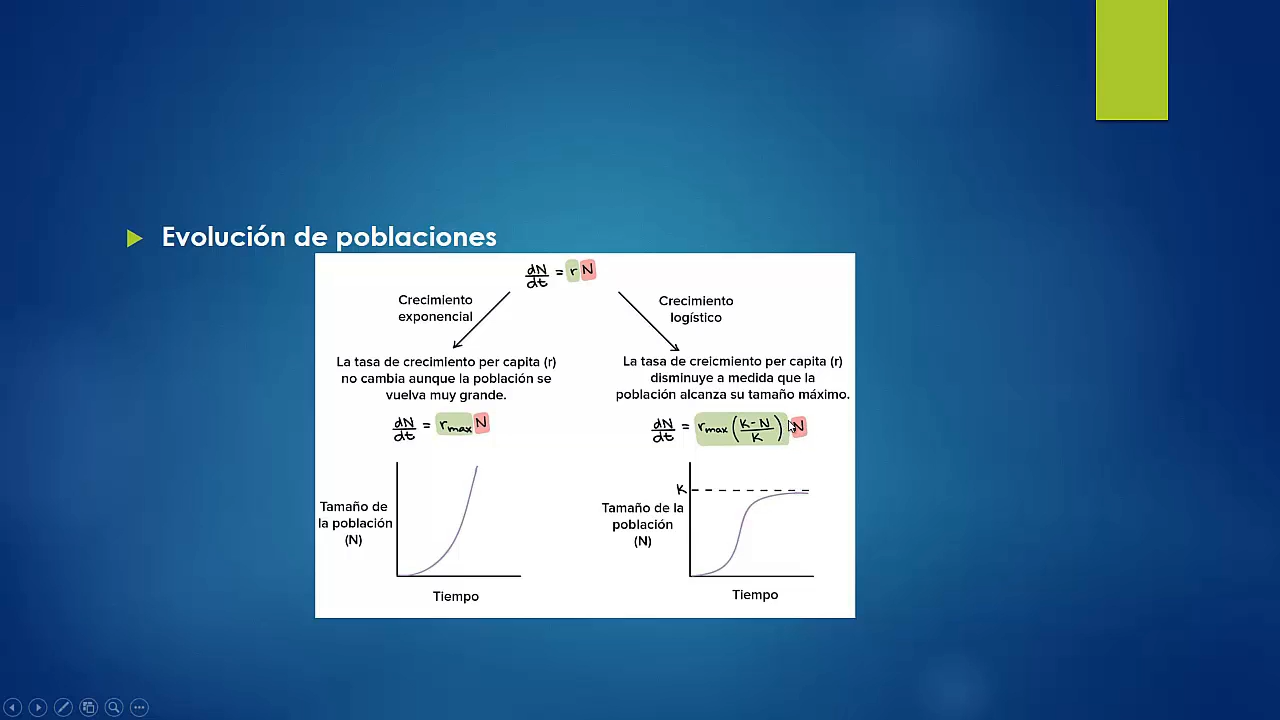 Evolución de poblaciones
dN/dt = rN
Crecimiento
exponencial
Crecimiento
logístico
La tasa de crecimiento per capita (r)
no cambia aunque la población se
vuelva muy grande.
La tasa de creicmiento per capita (r)
disminuye a medida que la
población alcanza su tamaño máximo.
dN/dt = rmax N
dN/dt = rmax (K-N/K) N
Tamaño de
la población
(N)
Tiempo
K
Tamaño de la
población
(N)
Tiempo